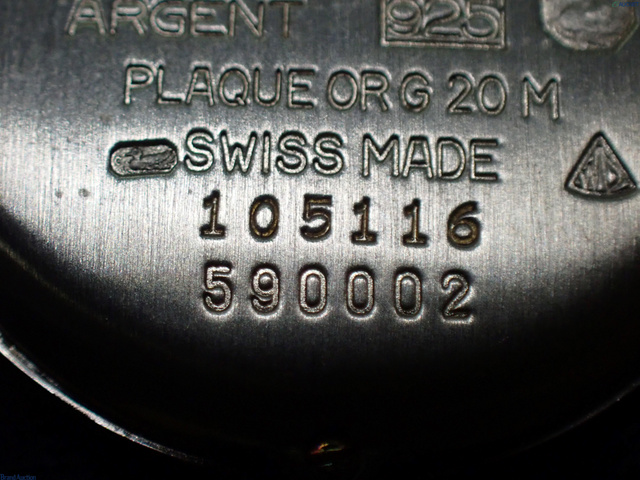 ARGENT 925
PLAQUE OR G 20 M
SWISS MADE
105116
590002